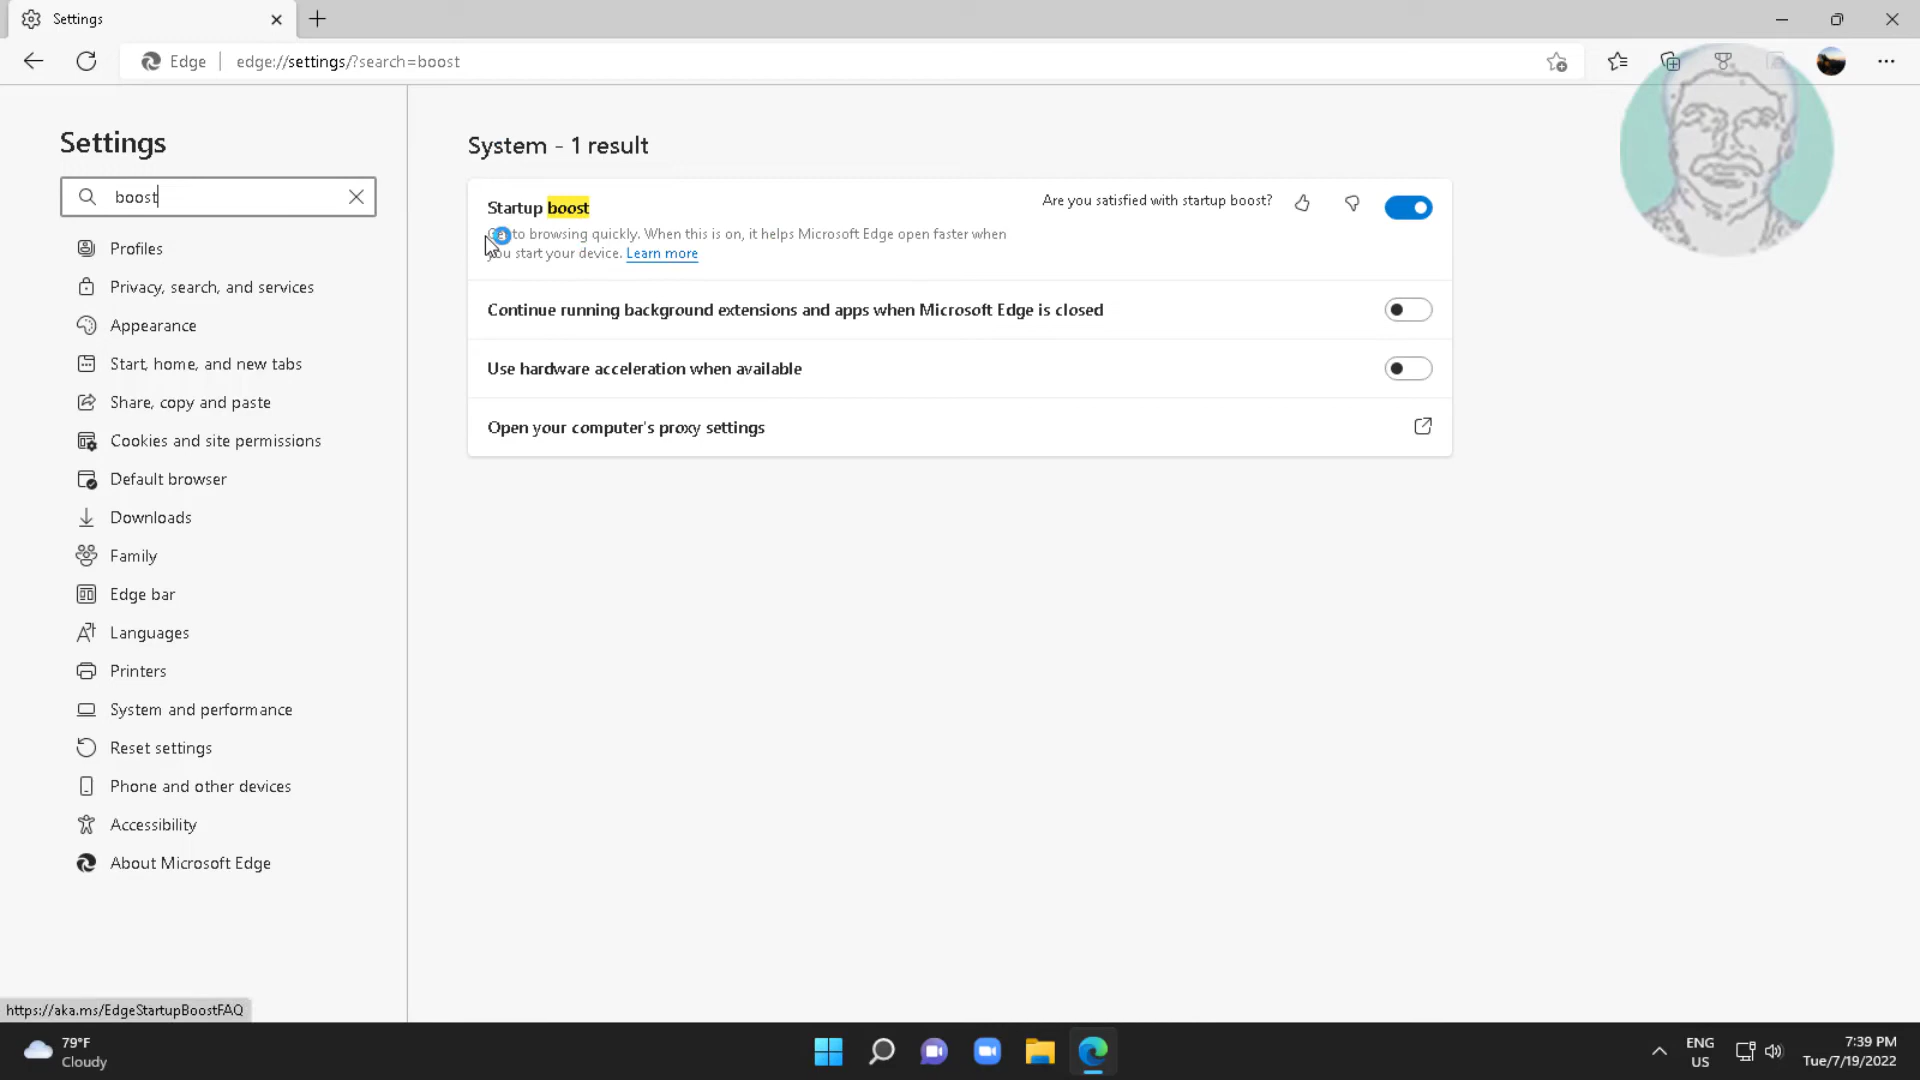 Settings
Edge
edge://settings/?search=boost
Settings
boost
Profiles
Privacy, search, and services
Appearance
Start, home, and new tabs
Share, copy and paste
Cookies and site permissions
Default browser
Downloads
Family
Edge bar
Languages
Printers
System and performance
Reset settings
Phone and other devices
Accessibility
About Microsoft Edge
System - 1 result
Startup boost
Are you satisfied with startup boost?
to browsing quickly. When this is on, it helps Microsoft Edge open faster when
you start your device. Learn more
Continue running background extensions and apps when Microsoft Edge is closed
Use hardware acceleration when available
Open your computer's proxy settings
https://aka.ms/EdgeStartupBoostFAQ
79°F
Cloudy
ENG
US
7:39 PM
Tue/7/19/2022